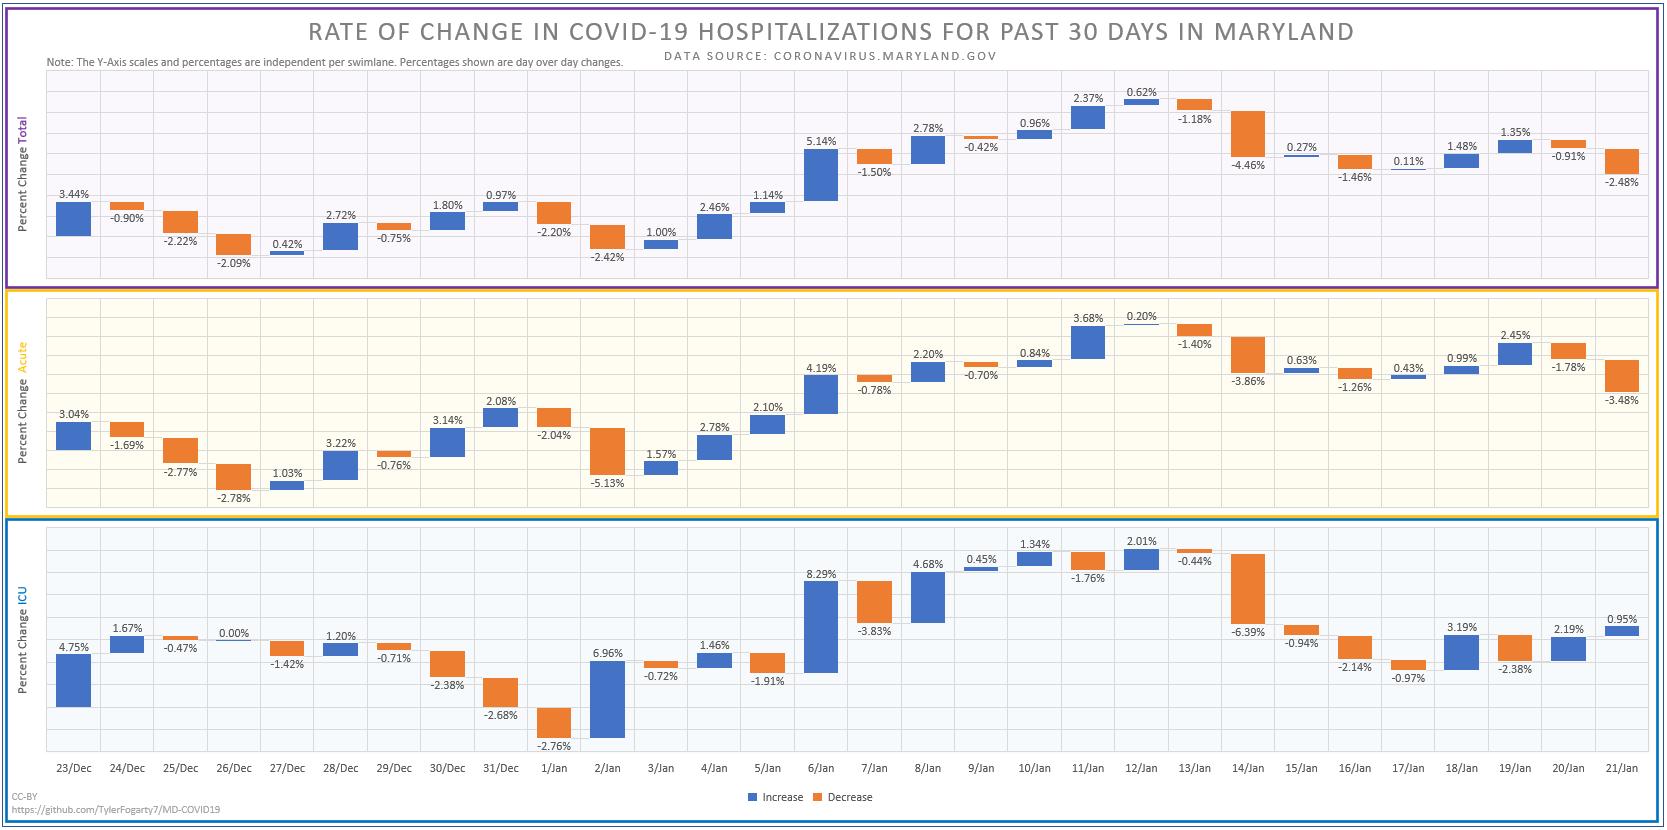 RATE OF CHANGE IN COVID-19 HOSPITALIZATIONS FOR PAST 30 DAYS IN MARYLAND
DATA SOURCE: CORONAVIRUS.MARYLAND.GOV
Note: The Y-Axis scales and percentages are independent per swimlane. Percentages shown are day over day changes.
Percent Change Total
3.44% -0.90% -2.22% -2.09% 0.42% 2.72% -0.75% 1.80% 0.97% -2.20% -2.42% 1.00% 2.46% 1.14% 5.14% -1.50% 2.78% -0.42% 0.96% 2.37% 0.62% -1.18% -4.46% 0.27% -1.46% 0.11% 1.48% 1.35% -0.91% -2.48%
Percent Change Acute
3.04% -1.69% -2.77% -2.78% 1.03% 3.22% -0.76% 3.14% 2.08% -2.04% -5.13% 1.57% 2.78% 2.10% 4.19% -0.78% 2.20% -0.70% 0.84% 3.68% 0.20% -1.40% -3.86% 0.63% -1.26% 0.43% 0.99% 2.45% -1.78% -3.48%
Percent Change ICU
4.75% 1.67% -0.47% 0.00% -1.42% 1.20% -0.71% -2.38% -2.68% -2.76% 6.96% -0.72% 1.46% -1.91% 8.29% -3.83% 4.68% 0.45% 1.34% -1.76% 2.01% -0.44% -6.39% -0.94% -2.14% -0.97% 3.19% -2.38% 2.19% 0.95%
23/Dec 24/Dec 25/Dec 26/Dec 27/Dec 28/Dec 29/Dec 30/Dec 31/Dec 1/Jan 2/Jan 3/Jan 4/Jan 5/Jan 6/Jan 7/Jan 8/Jan 9/Jan 10/Jan 11/Jan 12/Jan 13/Jan 14/Jan 15/Jan 16/Jan 17/Jan 18/Jan 19/Jan 20/Jan 21/Jan
Increase Decrease
CC-BY
https://github.com/TylerFogarty7/MD-COVID19